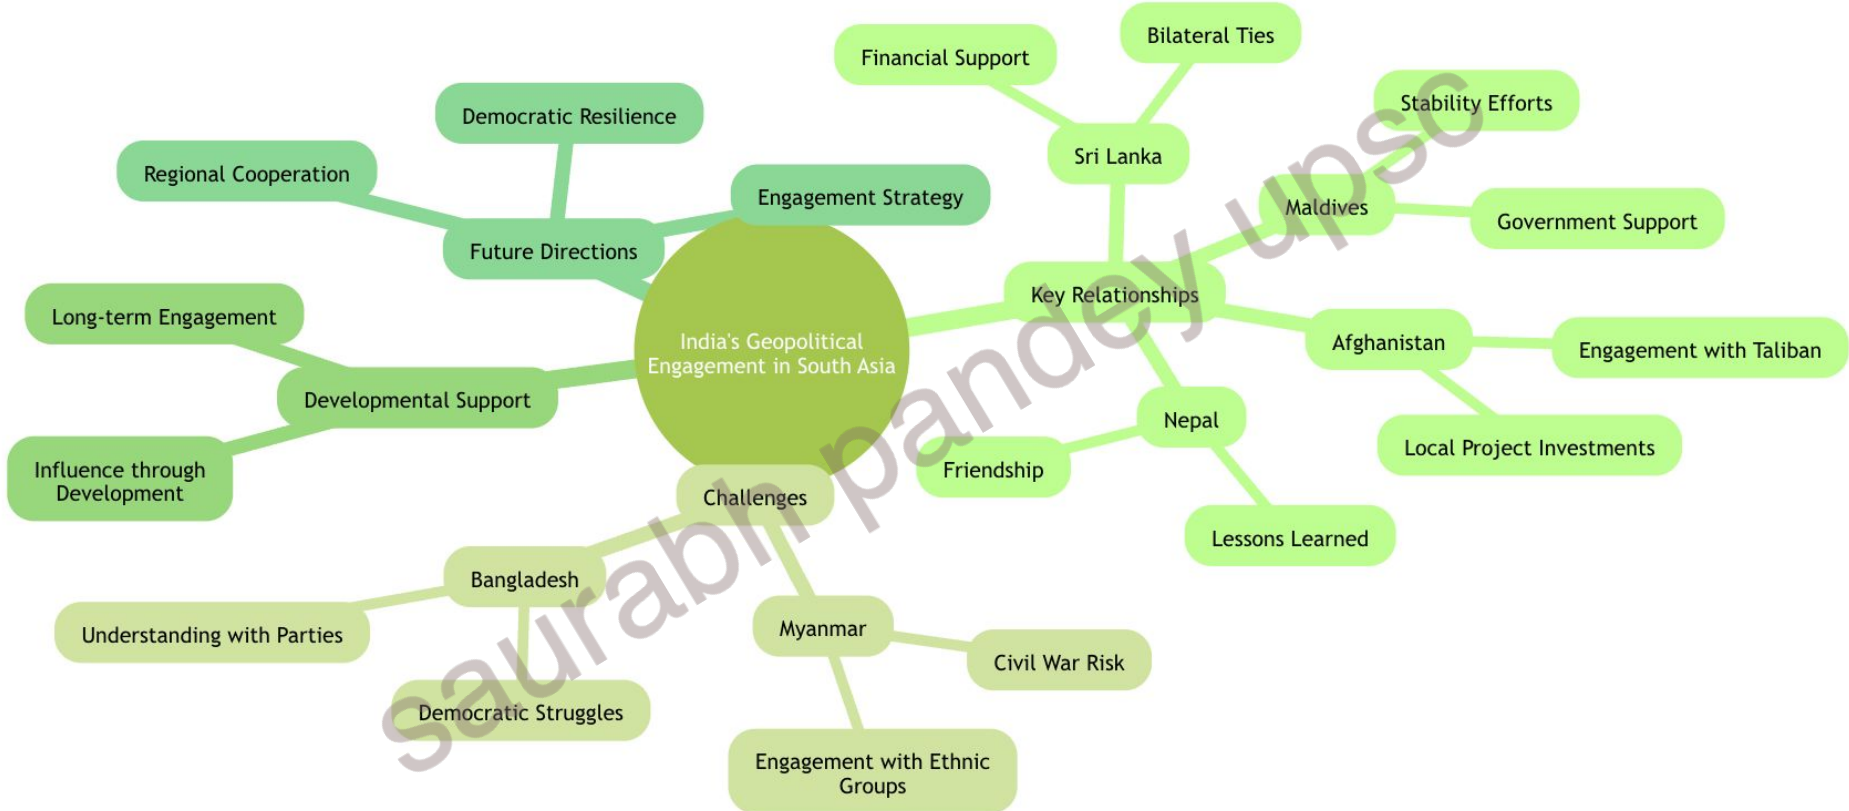 India's Geopolitical
Engagement in South Asia
Key Relationships
Sri Lanka
Financial Support
Bilateral Ties
Maldives
Stability Efforts
Government Support
Afghanistan
Engagement with Taliban
Local Project Investments
Nepal
Friendship
Lessons Learned
Challenges
Bangladesh
Understanding with Parties
Democratic Struggles
Myanmar
Civil War Risk
Engagement with Ethnic
Groups
Developmental Support
Long-term Engagement
Influence through
Development
Future Directions
Regional Cooperation
Democratic Resilience
Engagement Strategy
saurabh pandey upsc